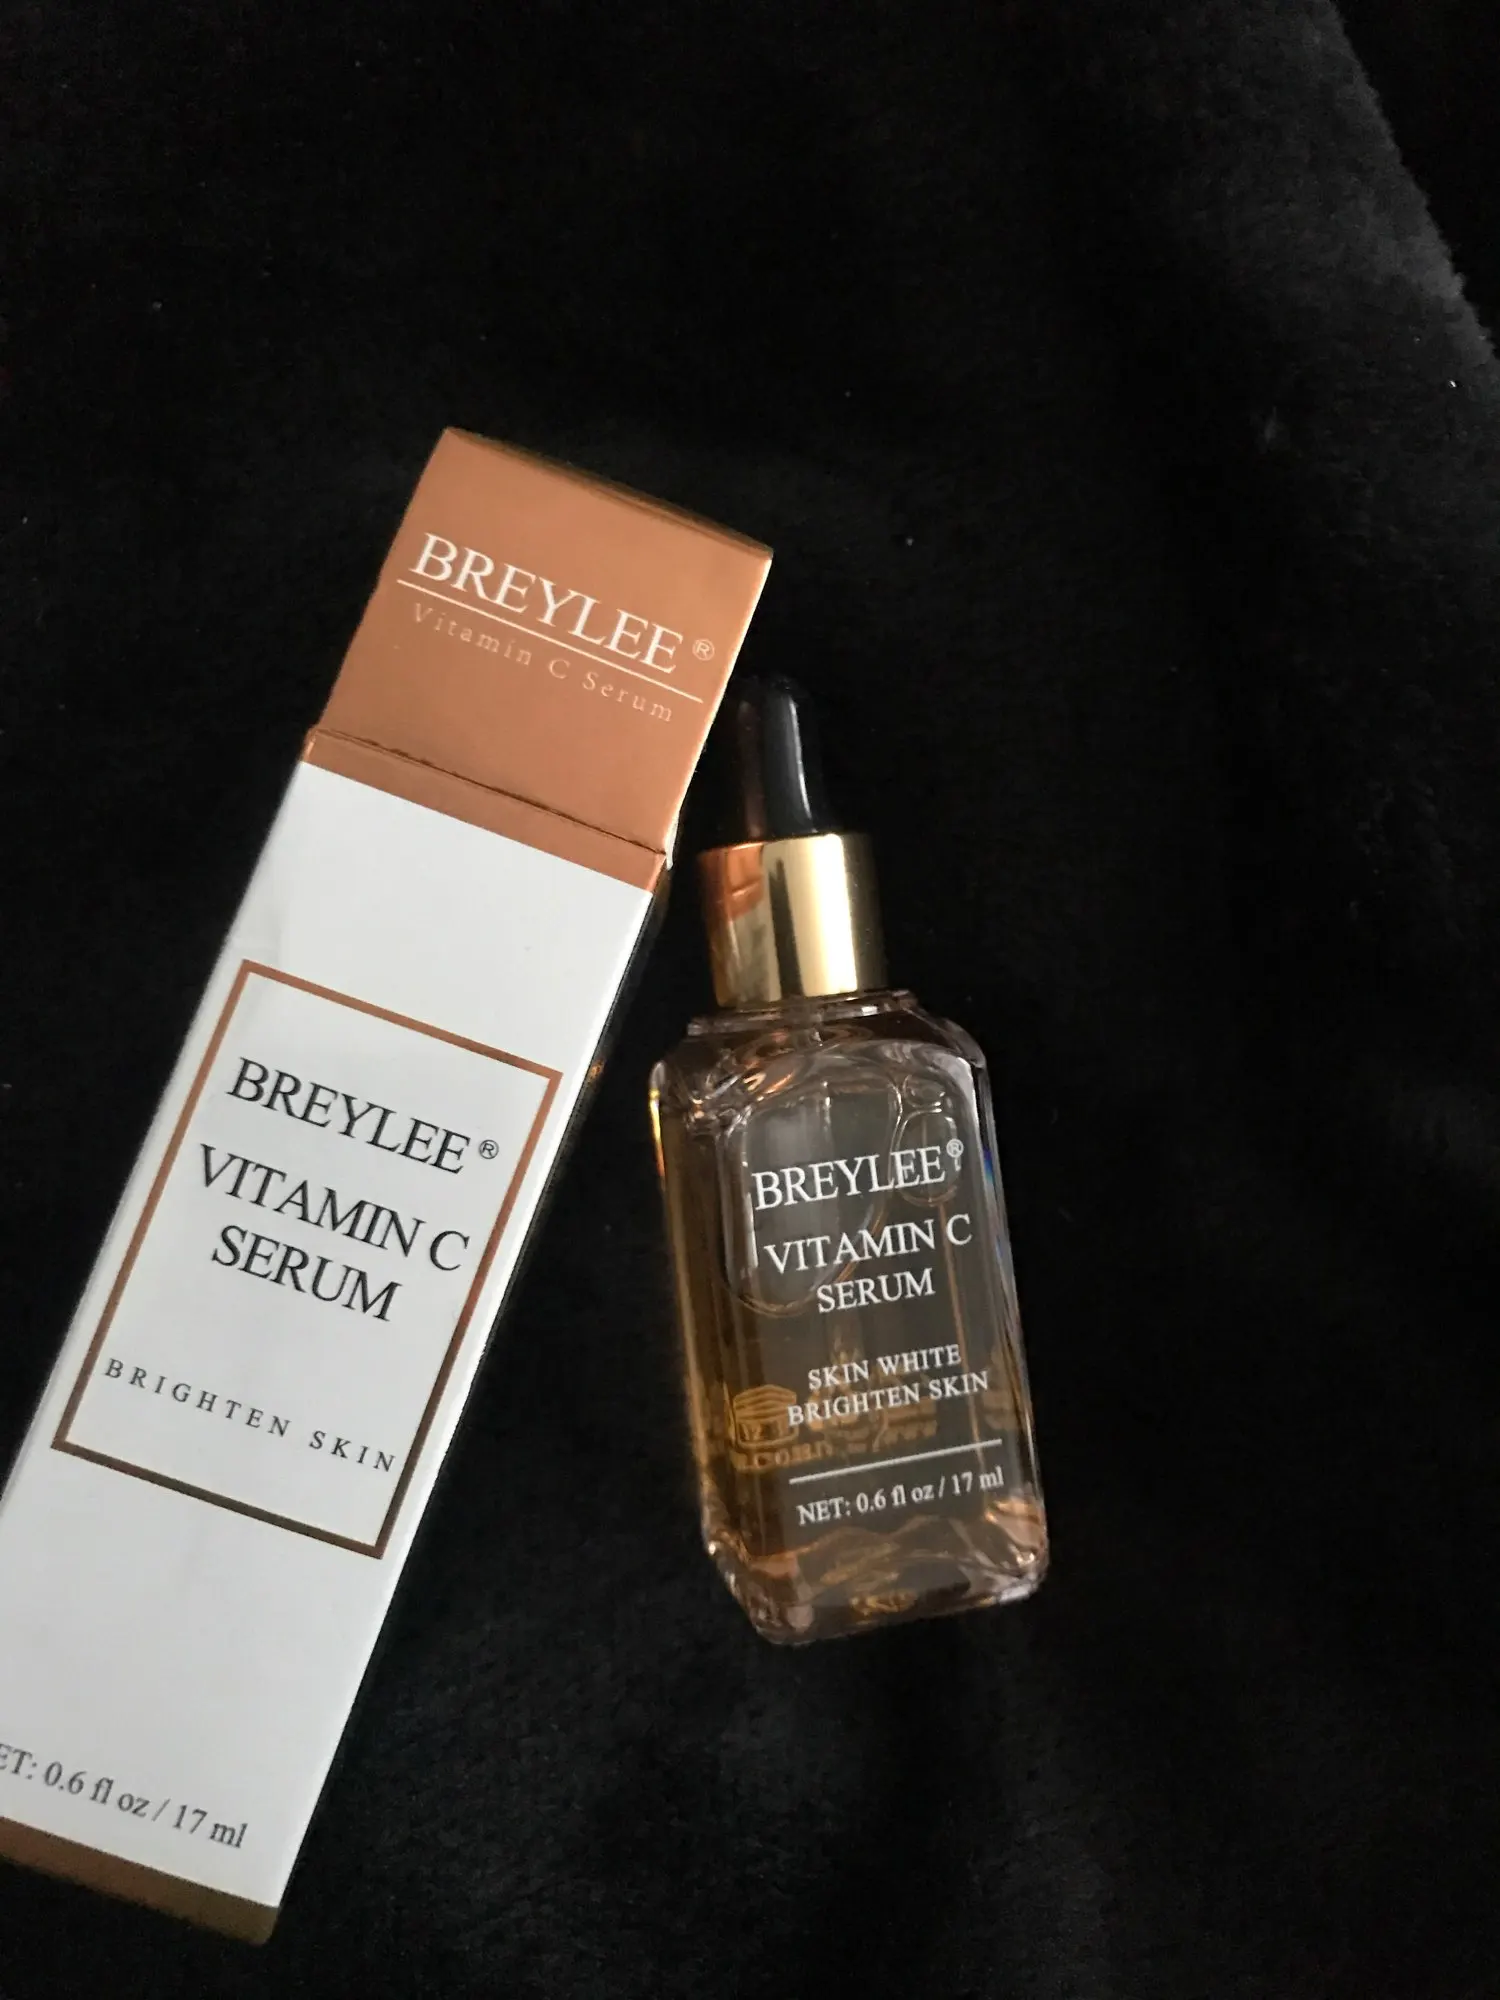 BREYLEE®
Vitamin C Serum
BREYLEE®
VITAMIN C
SERUM
BRIGHTEN SKIN
ET: 0.6 fl oz / 17 ml
BREYLEE®
VITAMIN C
SERUM
SKIN WHITE
BRIGHTEN SKIN
NET: 0.6 fl oz / 17 ml